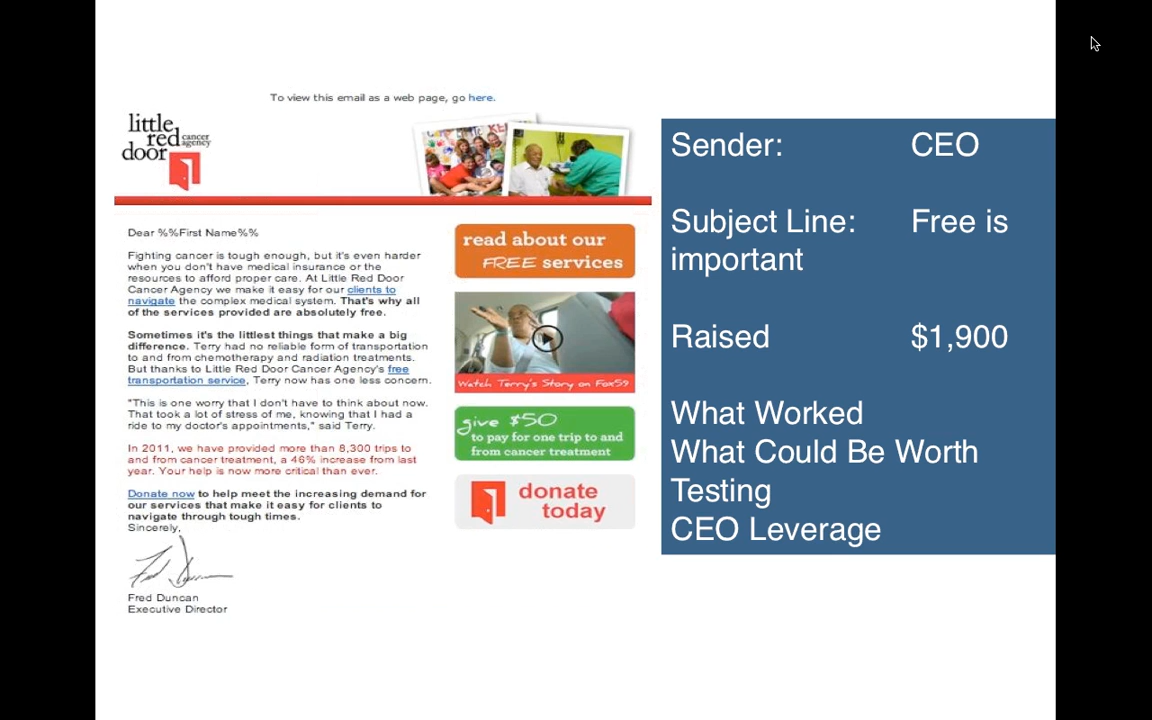 To view this email as a web page, go here.
little
red cancer
door agency
Dear %%First Name%%
Fighting cancer is tough enough, but it's even harder
when you don't have medical insurance or the
resources to afford proper care. At Little Red Door
Cancer Agency we make it easy for our clients to
navigate the complex medical system. That's why all
of the services provided are absolutely free.
Sometimes it's the littlest things that make a big
difference. Terry had no reliable form of transportation
to and from chemotherapy and radiation treatments.
But thanks to Little Red Door Cancer Agency's free
transportation service, Terry now has one less concern.
"This is one worry that I don't have to think about now.
That took a lot of stress of me, knowing that I had a
ride to my doctor's appointments," said Terry.
In 2011, we have provided more than 8,300 trips to
and from cancer treatment, a 46% increase from last
year. Your help is now more critical than ever.
Donate now to help meet the increasing demand for
our services that make it easy for clients to
navigate through tough times.
Sincerely,
Fred Duncan
Executive Director
read about our
FREE services
Watch Terry's Story on Fox59
give $50
to pay for one trip to and
from cancer treatment
donate
today
Sender: CEO
Subject Line: Free is
important
Raised $1,900
What Worked
What Could Be Worth
Testing
CEO Leverage